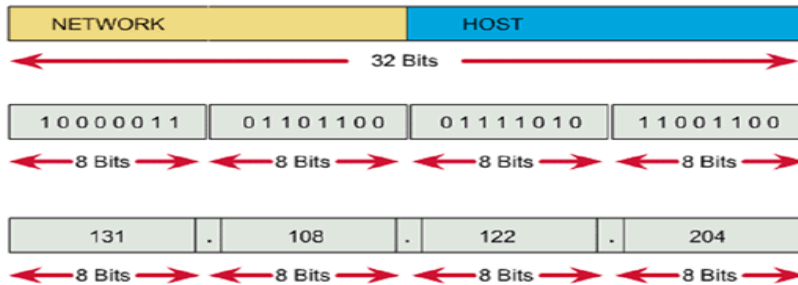 NETWORK HOST
32 Bits
10000011 01101100 01111010 11001100
8 Bits 8 Bits 8 Bits 8 Bits
131 . 108 . 122 . 204
8 Bits 8 Bits 8 Bits 8 Bits